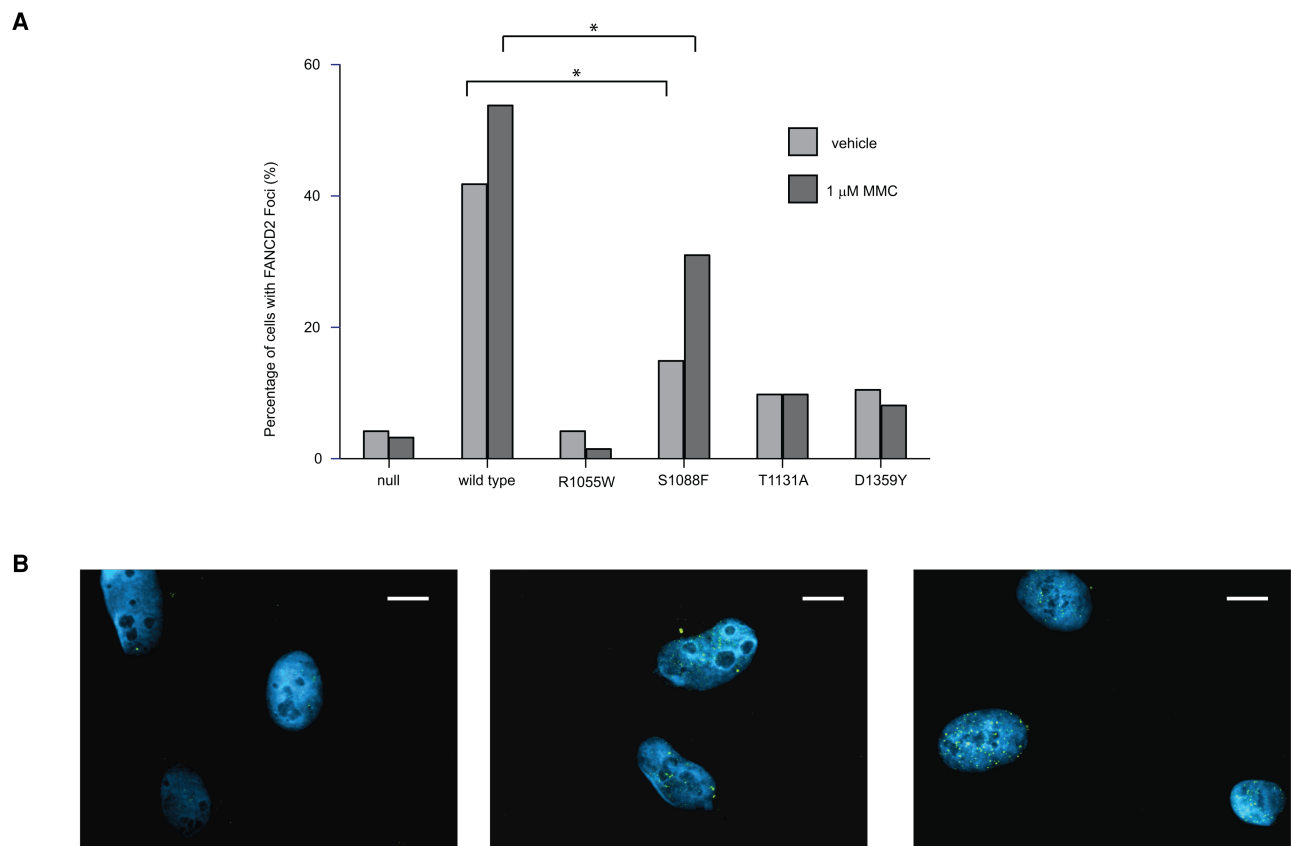 A
*
*
60
40
20
0
Percentage of cells with FANCD2 Foci (%)
vehicle
1 μM MMC
null
wild type
R1055W
S1088F
T1131A
D1359Y
B